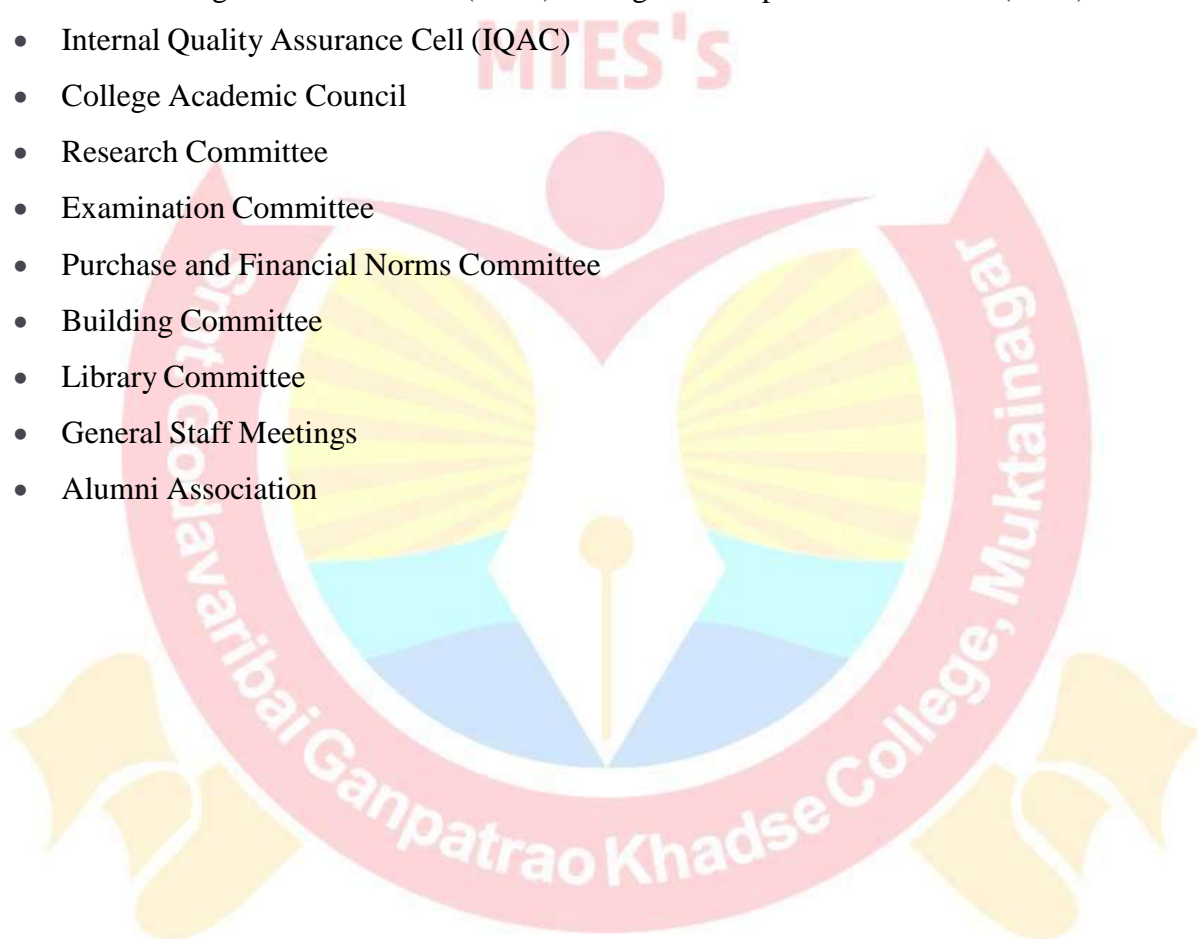 • Internal Quality Assurance Cell (IQAC)
MTES's
• College Academic Council
• Research Committee
• Examination Committee
• Purchase and Financial Norms Committee
• Building Committee
• Library Committee
• General Staff Meetings
• Alumni Association
Smt Godavaribai Ganpatrao Khadse College, Muktainagar